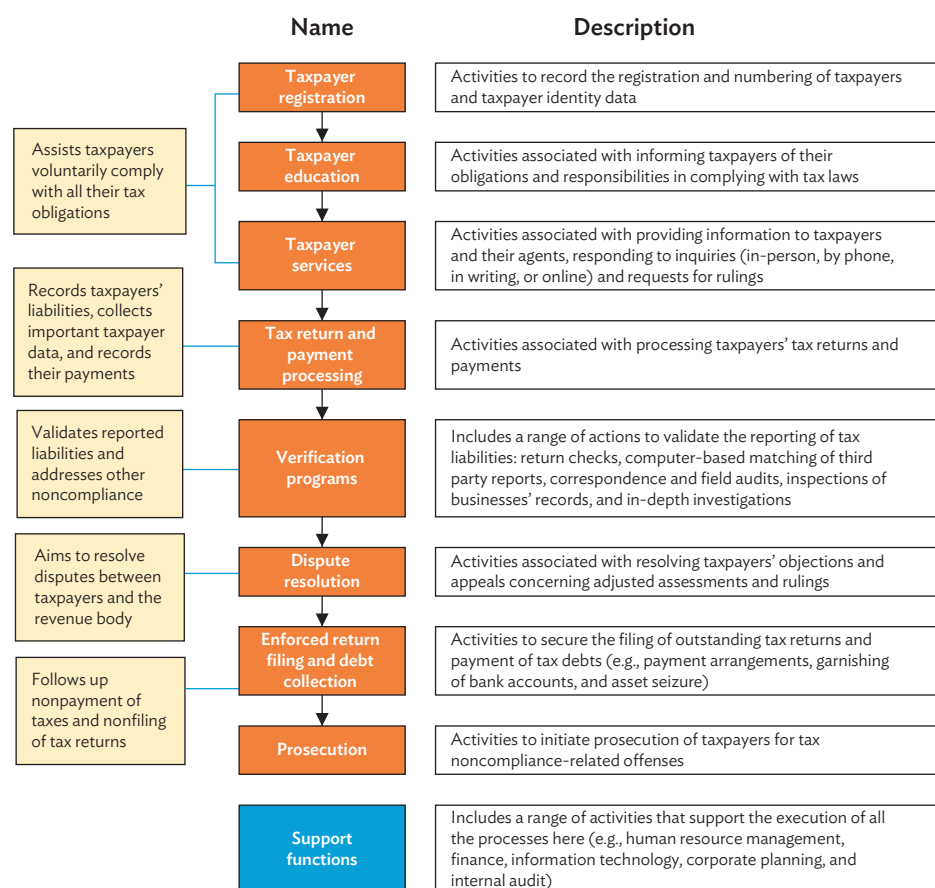 Name
Description
Taxpayer
registration
Activities to record the registration and numbering of taxpayers
and taxpayer identity data
Assists taxpayers
voluntarily comply
with all their tax
obligations
Taxpayer
education
Activities associated with informing taxpayers of their
obligations and responsibilities in complying with tax laws
Taxpayer
services
Activities associated with providing information to taxpayers
and their agents, responding to inquiries (in-person, by phone,
in writing, or online) and requests for rulings
Records taxpayers’
liabilities, collects
important taxpayer
data, and records
their payments
Tax return and
payment
processing
Activities associated with processing taxpayers’ tax returns and
payments
Validates reported
liabilities and
addresses other
noncompliance
Verification
programs
Includes a range of actions to validate the reporting of tax
liabilities: return checks, computer-based matching of third
party reports, correspondence and field audits, inspections of
businesses’ records, and in-depth investigations
Aims to resolve
disputes between
taxpayers and the
revenue body
Dispute
resolution
Activities associated with resolving taxpayers’ objections and
appeals concerning adjusted assessments and rulings
Enforced return
filing and debt
collection
Activities to secure the filing of outstanding tax returns and
payment of tax debts (e.g., payment arrangements, garnishing
of bank accounts, and asset seizure)
Follows up
nonpayment of
taxes and nonfiling
of tax returns
Prosecution
Activities to initiate prosecution of taxpayers for tax
noncompliance-related offenses
Support
functions
Includes a range of activities that support the execution of all
the processes here (e.g., human resource management,
finance, information technology, corporate planning, and
internal audit)